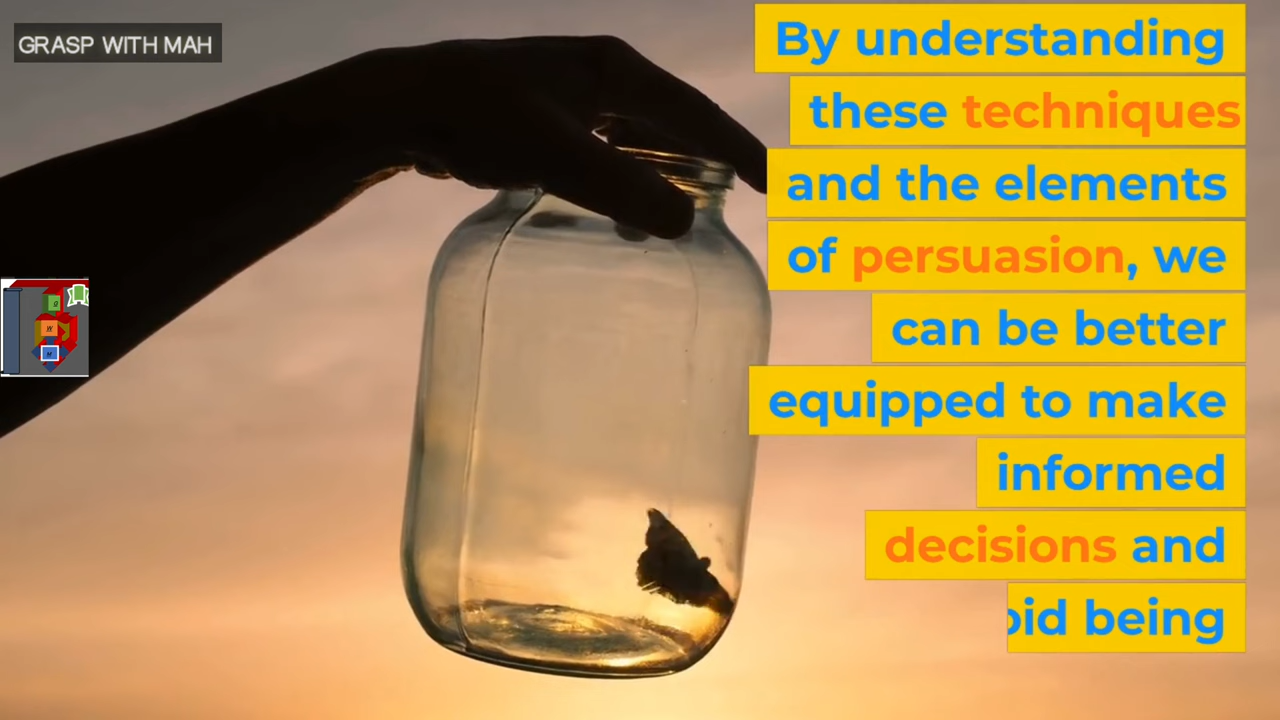 GRASP WITH MAH
By understanding
these techniques
and the elements
of persuasion, we
can be better
equipped to make
informed
decisions and
being